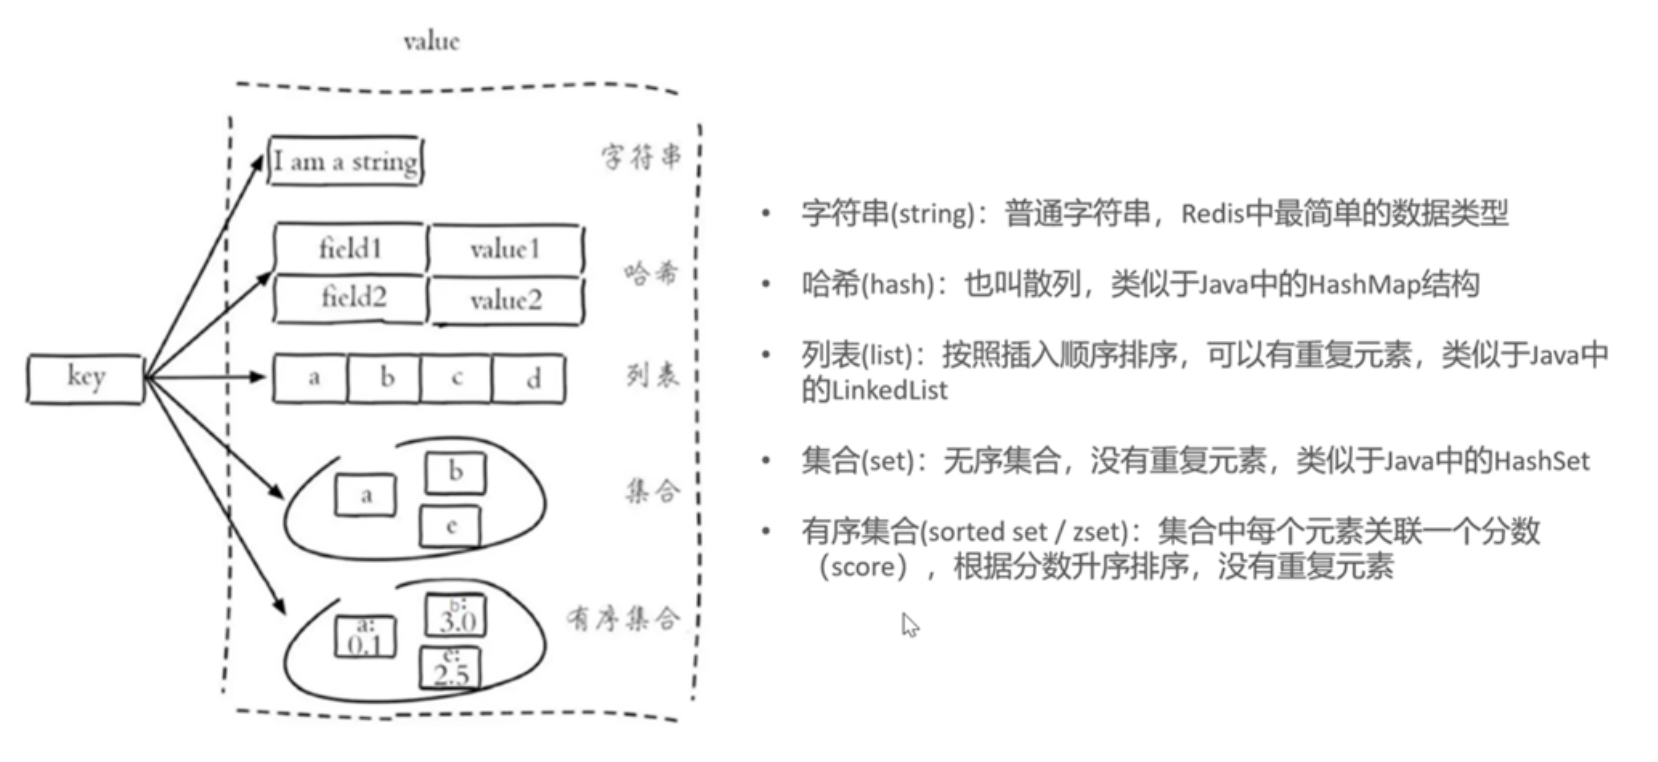 value
I am a string
字符串
field1
value1
哈希
field2
value2
key
a
b
c
d
列表
a
b
e
集合
a:
0.1
b:
3.0
c:
2.5
有序集合
• 字符串(string)：普通字符串，Redis中最简单的数据类型
• 哈希(hash)：也叫散列，类似于Java中的HashMap结构
• 列表(list)：按照插入顺序排序，可以有重复元素，类似于Java中
的LinkedList
• 集合(set)：无序集合，没有重复元素，类似于Java中的HashSet
• 有序集合(sorted set / zset)：集合中每个元素关联一个分数
（score），根据分数升序排序，没有重复元素